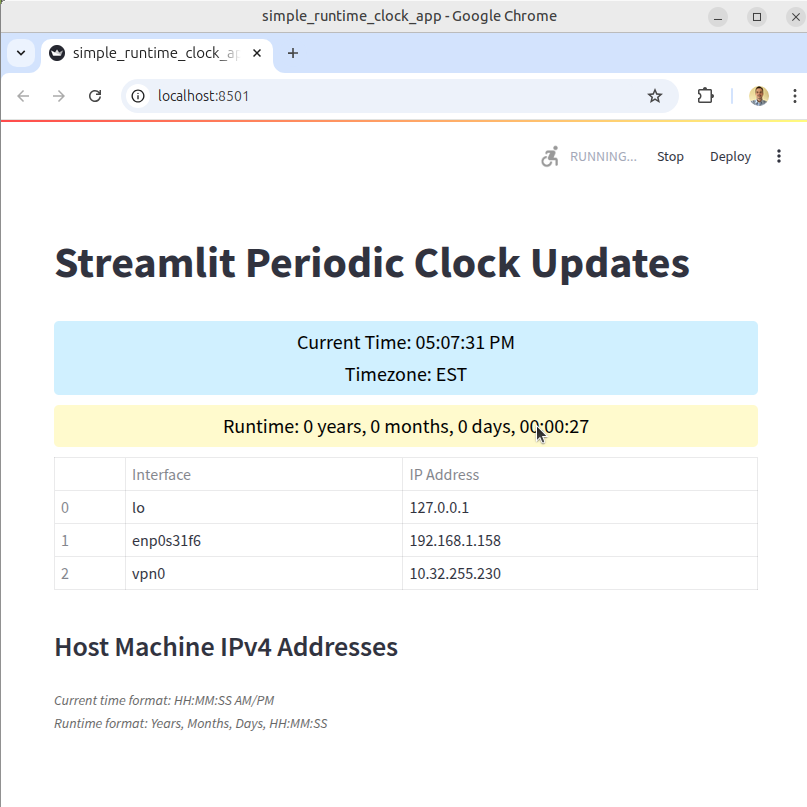 simple_runtime_clock_app - Google Chrome
simple_runtime_clock_ap
localhost:8501
RUNNING... Stop Deploy
Streamlit Periodic Clock Updates
Current Time: 05:07:31 PM
Timezone: EST
Runtime: 0 years, 0 months, 0 days, 00:00:27
Interface IP Address
0 lo 127.0.0.1
1 enp0s31f6 192.168.1.158
2 vpn0 10.32.255.230
Host Machine IPv4 Addresses
Current time format: HH:MM:SS AM/PM
Runtime format: Years, Months, Days, HH:MM:SS